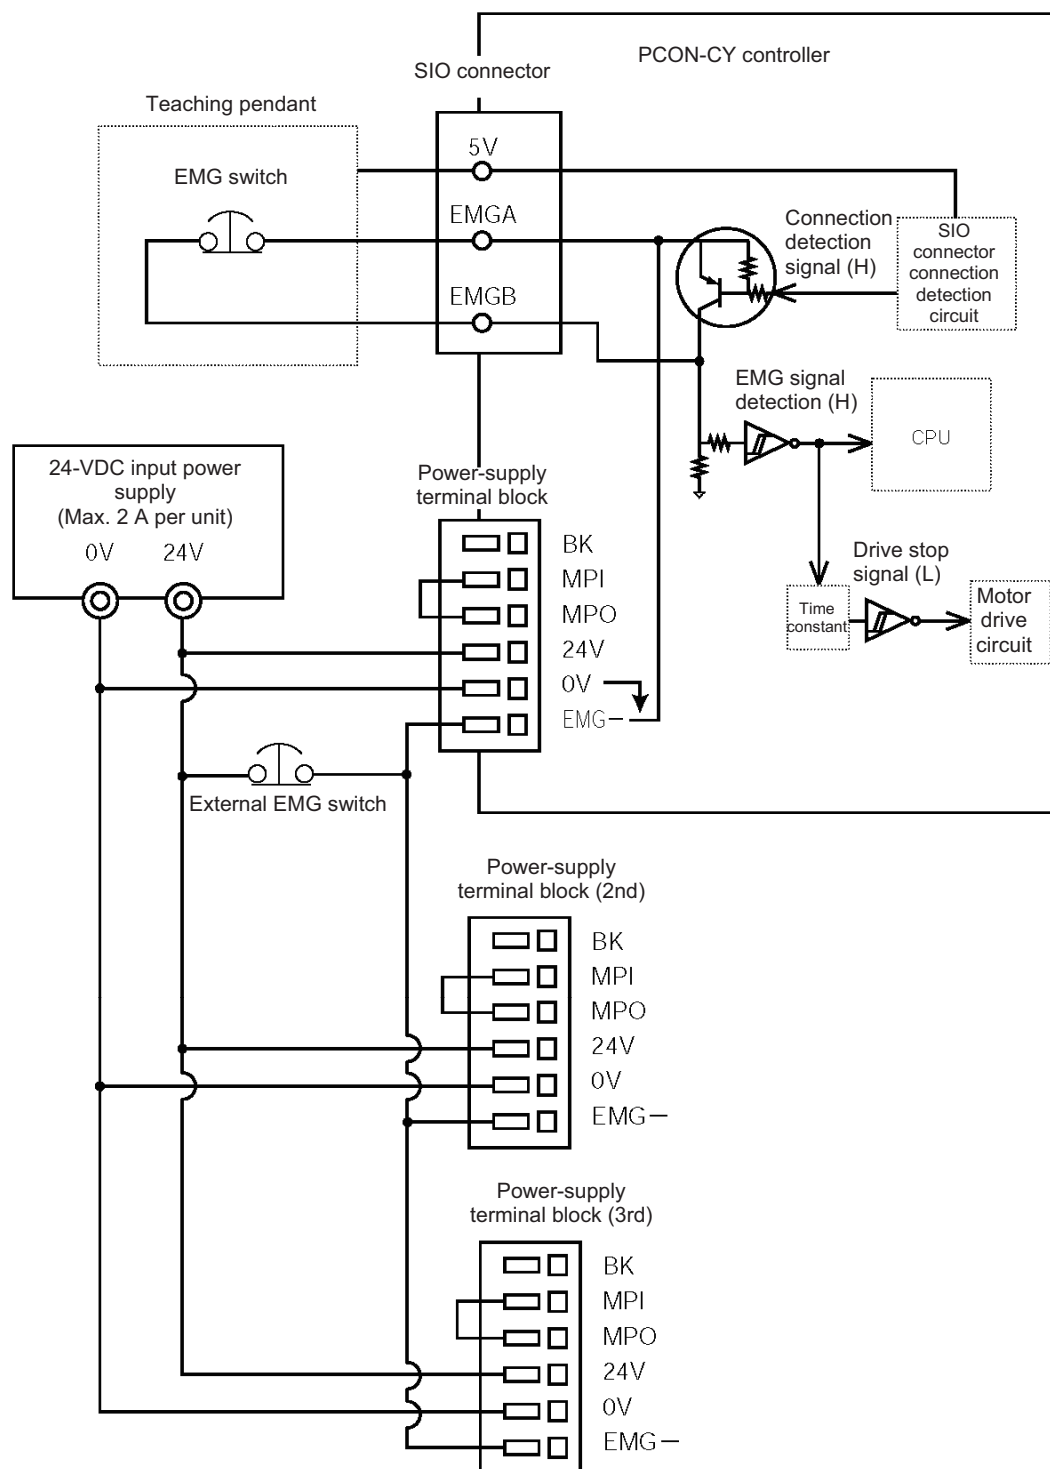 PCON-CY controller
SIO connector
Teaching pendant
5V
EMG switch
EMGA
Connection
detection
signal (H)
SIO
connector
connection
detection
circuit
EMGB
EMG signal
detection (H)
CPU
24-VDC input power
supply
(Max. 2 A per unit)
0V
24V
Power-supply
terminal block
BK
MPI
MPO
24V
0V
EMG−
Drive stop
signal (L)
Time
constant
Motor
drive
circuit
External EMG switch
Power-supply
terminal block (2nd)
BK
MPI
MPO
24V
0V
EMG−
Power-supply
terminal block (3rd)
BK
MPI
MPO
24V
0V
EMG−